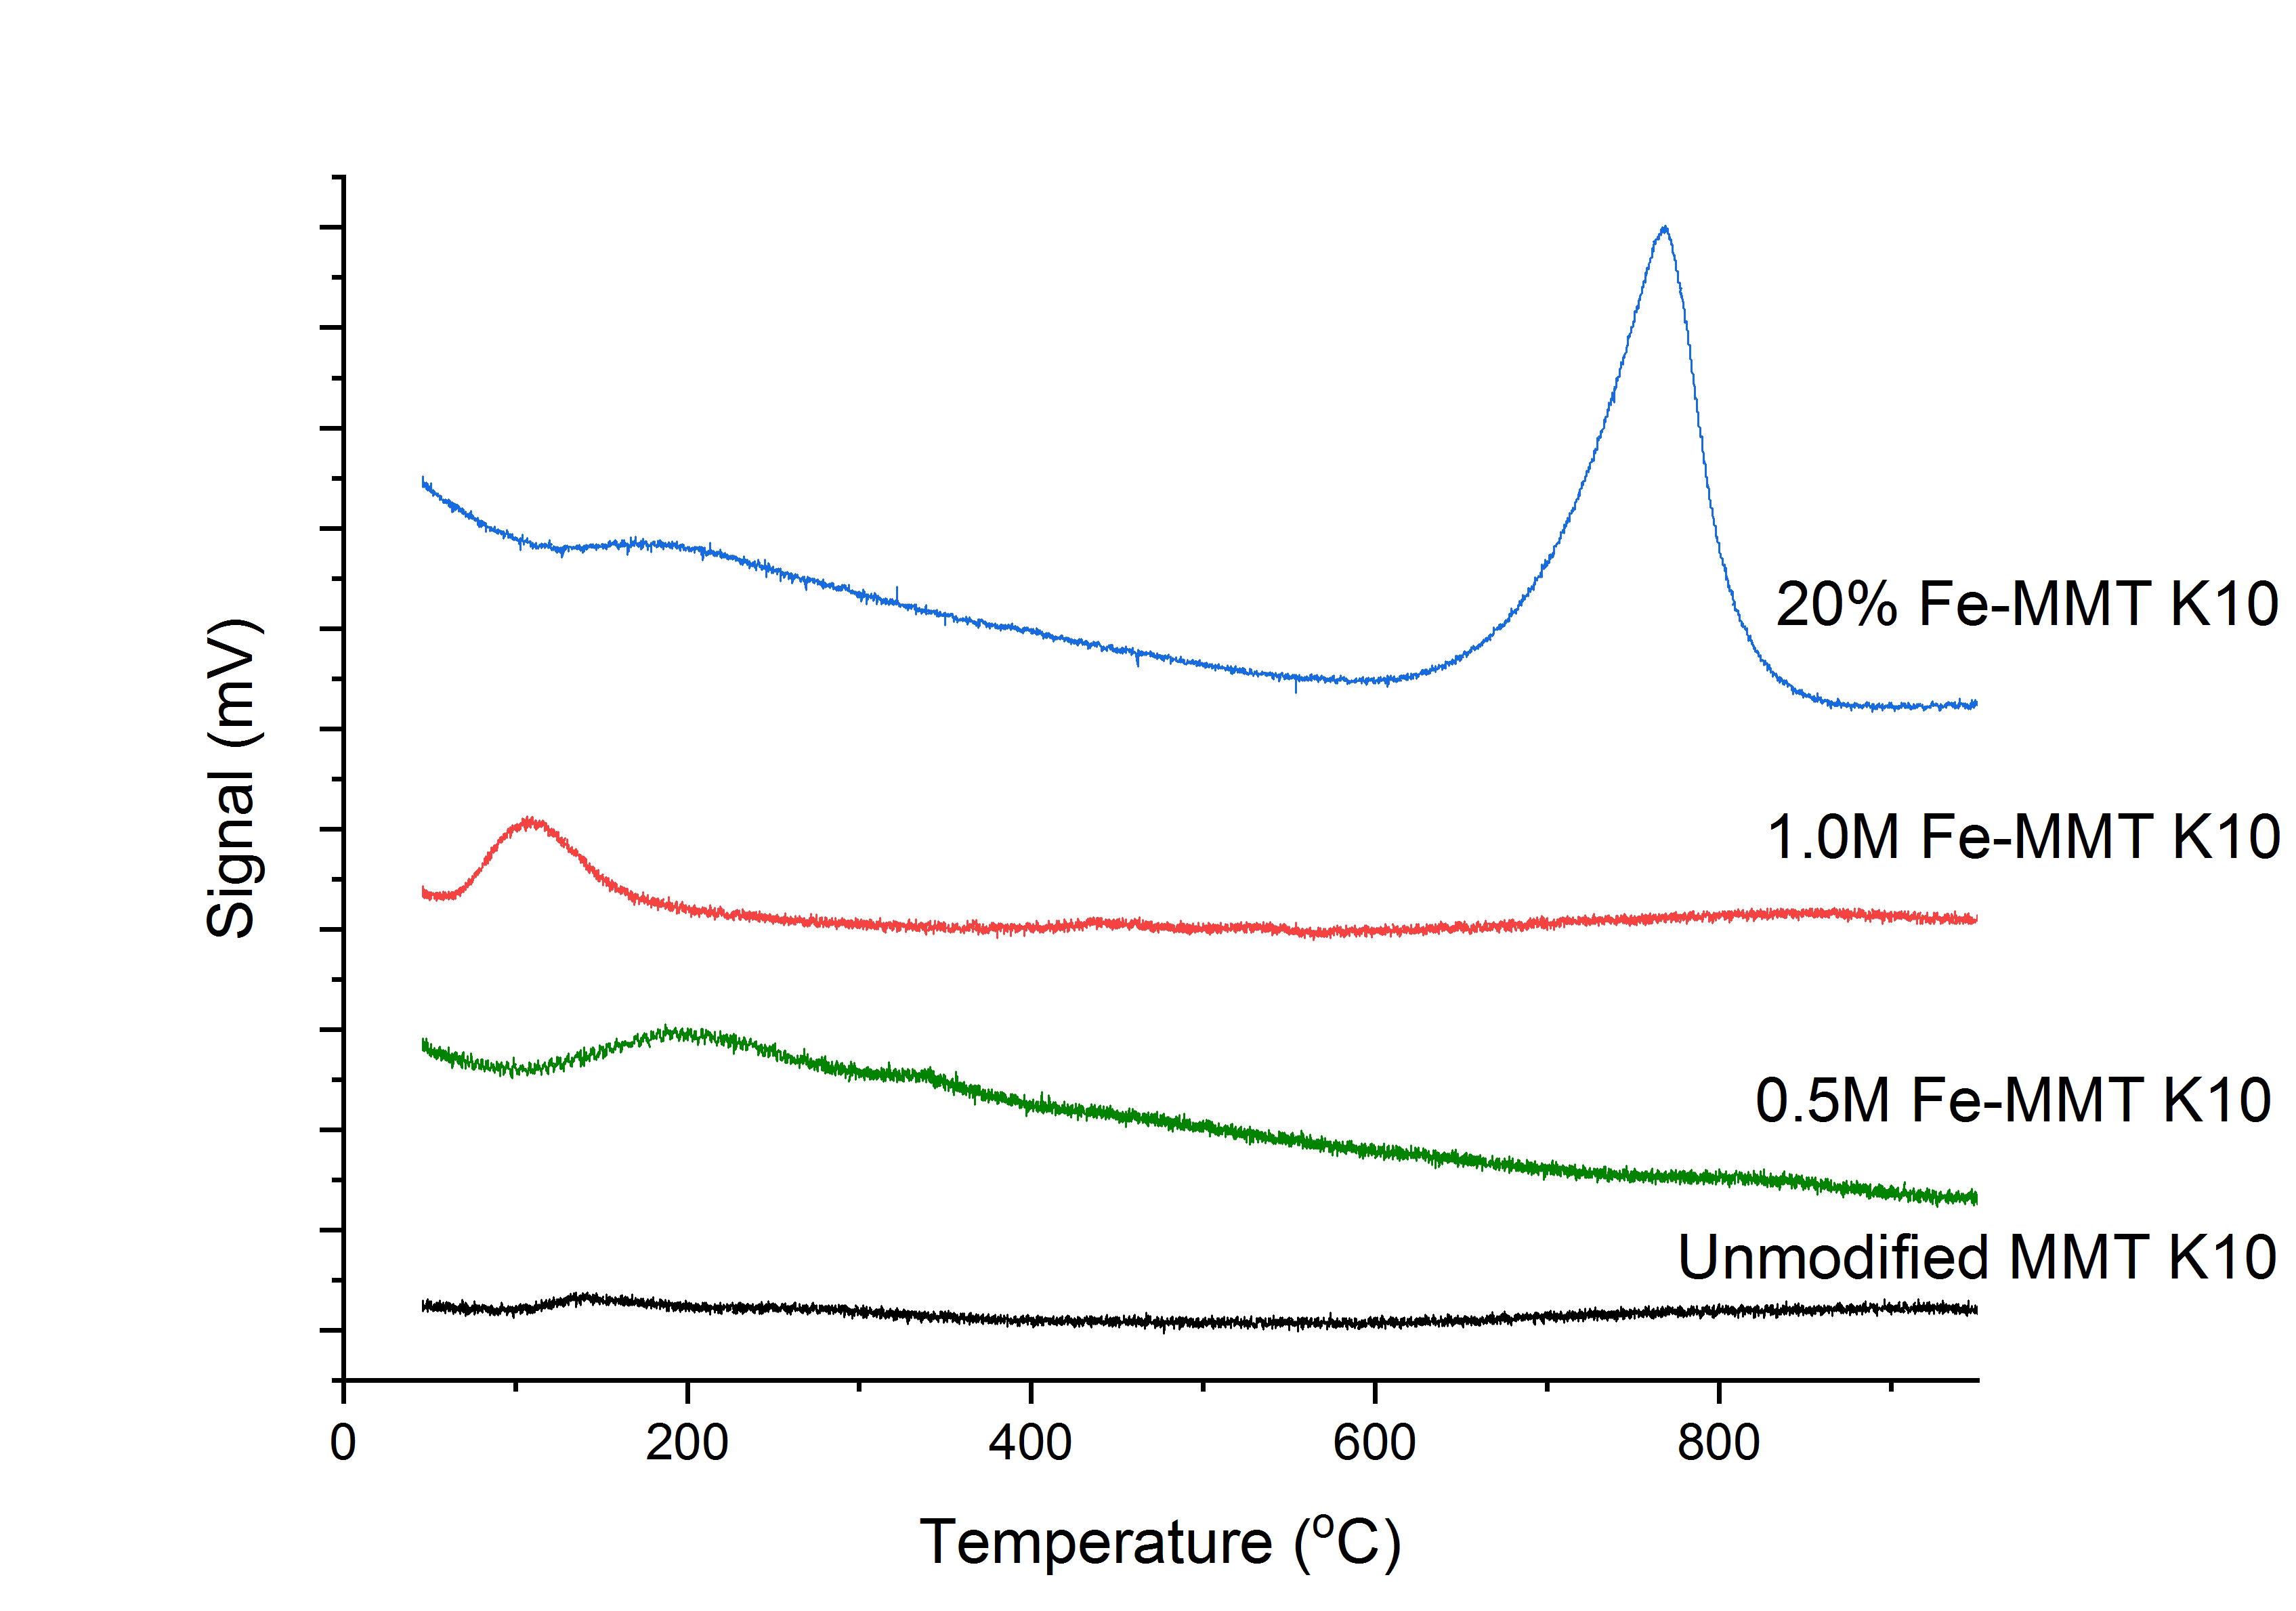 20% Fe-MMT K10
1.0M Fe-MMT K10
0.5M Fe-MMT K10
Unmodified MMT K10
Signal (mV)
0 200 400 600 800
Temperature (°C)